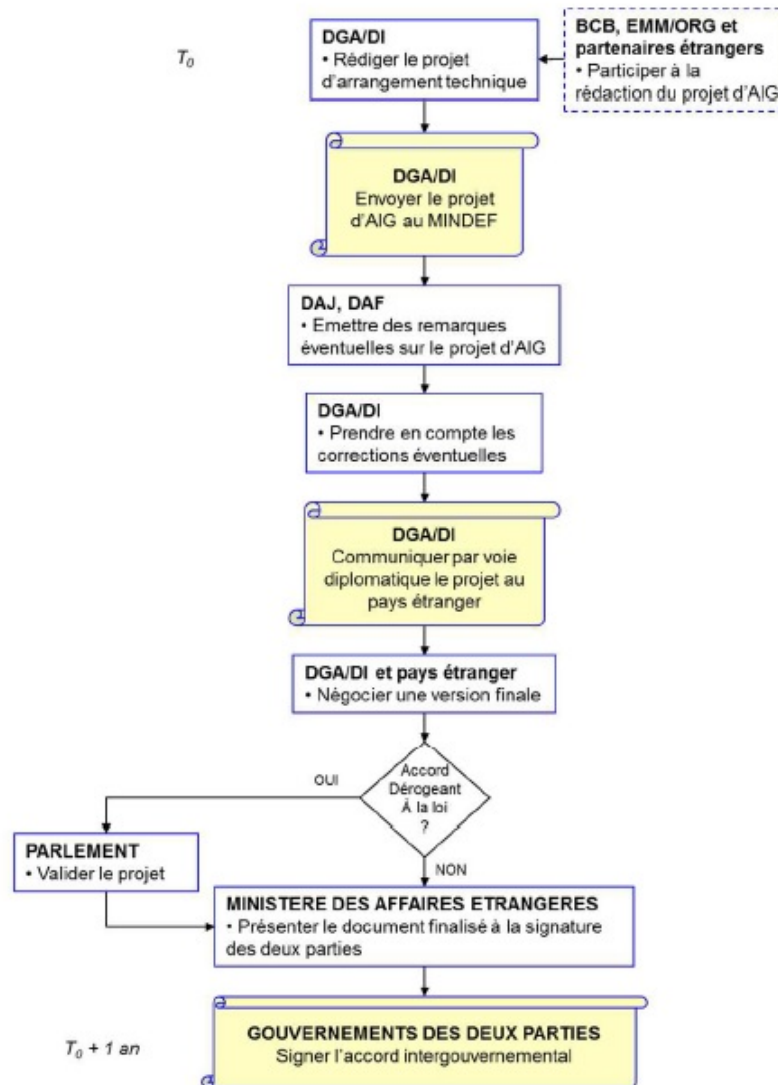 T₀
DGA/DI
• Rédiger le projet
d'arrangement technique
BCB, EMM/ORG et
partenaires étrangers
• Participer à la
rédaction du projet d'AIG
DGA/DI
Envoyer le projet
d'AIG au MINDEF
DAJ, DAF
• Emettre des remarques
éventuelles sur le projet d'AIG
DGA/DI
• Prendre en compte les
corrections éventuelles
DGA/DI
Communiquer par voie
diplomatique le projet au
pays étranger
DGA/DI et pays étranger
• Négocier une version finale
Accord
Dérogeant
À la loi
?
OUI
NON
PARLEMENT
• Valider le projet
MINISTERE DES AFFAIRES ETRANGERES
• Présenter le document finalisé à la signature
des deux parties
T₀ + 1 an
GOUVERNEMENTS DES DEUX PARTIES
Signer l'accord intergouvernemental